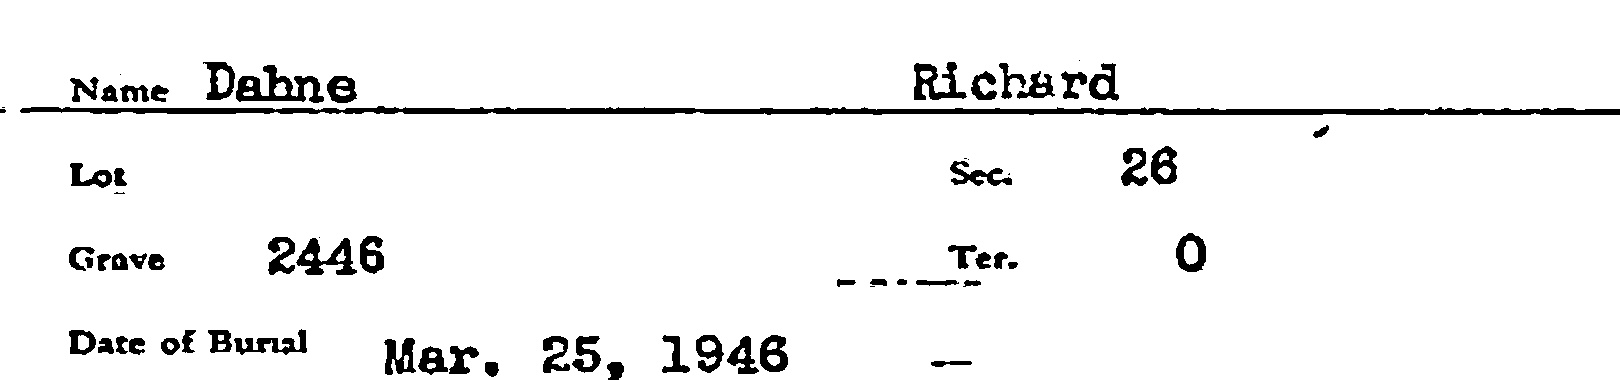 Name Dahne Richard
Lot Sec. 26
Grave 2446 Ter. 0
Date of Burial Mar. 25, 1946